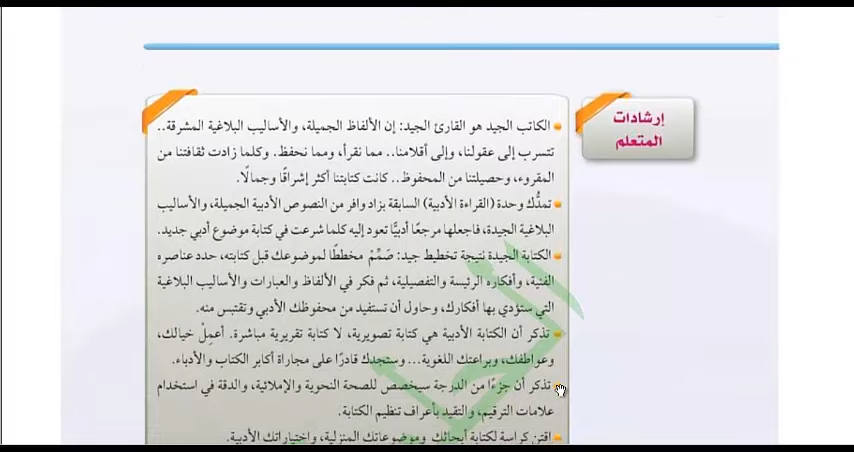 إرشادات
المتعلم
الكاتب الجيد هو القارئ الجيد: إن الألفاظ الجميلة، والأساليب البلاغية المشرقة..
تتسرب إلى عقولنا، وإلى أقلامنا.. مما نقرأ، ومما نحفظ. وكلما زادت ثقافتنا من
المقروء، وحصيلتنا من المحفوظ.. كانت كتابتنا أكثر إشراقًا وجمالًا.
تمدُّك وحدة (القراءة الأدبية) السابقة بزاد وافر من النصوص الأدبية الجميلة، والأساليب
البلاغية الجيدة، فاجعلها مرجعًا أدبيًّا تعود إليه كلما شرعت في كتابة موضوع أدبي جديد.
الكتابة الجيدة نتيجة تخطيط جيد: صَمِّمْ مخططًا لموضوعك قبل كتابته، حدد عناصره
الفنية، وأفكاره الرئيسة والتفصيلية، ثم فكر في الألفاظ والعبارات والأساليب البلاغية
التي ستؤدي بها أفكارك، وحاول أن تستفيد من محفوظك الأدبي وتقتبس منه.
تذكر أن الكتابة الأدبية هي كتابة تصويرية، لا كتابة تقريرية مباشرة. أعمِلْ خيالك،
وعواطفك، وبراعتك اللغوية... وستجدك قادرًا على مجاراة أكابر الكتاب والأدباء.
تذكر أن جزءًا من الدرجة سيخصص للصحة النحوية والإملائية، والدقة في استخدام
علامات الترقيم، والتقيد بأعراف تنظيم الكتابة.
اقتنِ كراسة لكتابة أبحاثك وموضوعاتك المنزلية، واختياراتك الأدبية.